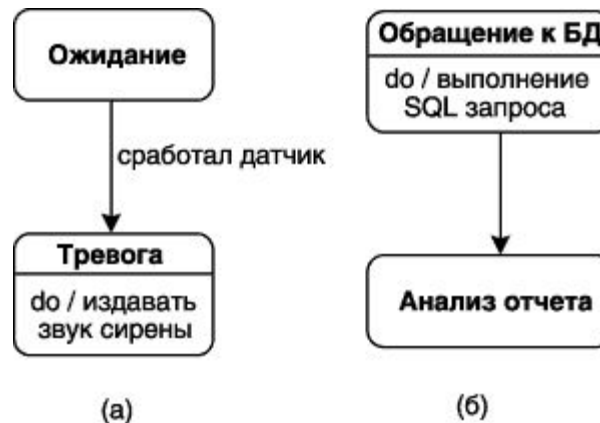 Ожидание
сработал датчик
Тревога
do / издавать
звук сирены
(а)
Обращение к БД
do / выполнение
SQL запроса
Анализ отчета
(б)